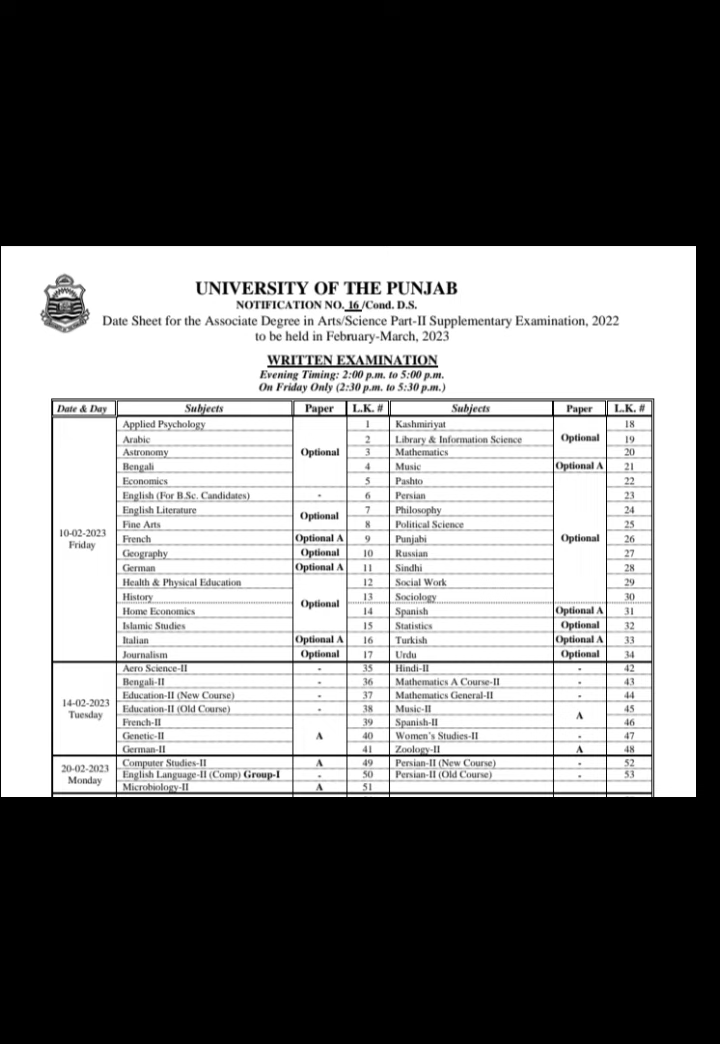 UNIVERSITY OF THE PUNJAB
NOTIFICATION NO. 16 /Cond. D.S.
Date Sheet for the Associate Degree in Arts/Science Part-II Supplementary Examination, 2022
to be held in February-March, 2023
WRITTEN EXAMINATION
Evening Timing: 2:00 p.m. to 5:00 p.m.
On Friday Only (2:30 p.m. to 5:30 p.m.)
Date & Day Subjects Paper L.K. # Subjects Paper L.K. #
10-02-2023
Friday
Applied Psychology 1 Kashmiriyat 18
Arabic 2 Library & Information Science Optional 19
Astronomy Optional 3 Mathematics 20
Bengali 4 Music Optional A 21
Economics 5 Pashto 22
English (For B.Sc. Candidates) - 6 Persian 23
English Literature Optional 7 Philosophy 24
Fine Arts 8 Political Science 25
French Optional A 9 Punjabi Optional 26
Geography Optional 10 Russian 27
German Optional A 11 Sindhi 28
Health & Physical Education 12 Social Work 29
History Optional 13 Sociology 30
Home Economics 14 Spanish Optional A 31
Islamic Studies 15 Statistics Optional 32
Italian Optional A 16 Turkish Optional A 33
Journalism Optional 17 Urdu Optional 34
14-02-2023
Tuesday
Aero Science-II - 35 Hindi-II - 42
Bengali-II - 36 Mathematics A Course-II - 43
Education-II (New Course) - 37 Mathematics General-II - 44
Education-II (Old Course) - 38 Music-II A 45
French-II 39 Spanish-II 46
Genetic-II A 40 Women's Studies-II - 47
German-II 41 Zoology-II A 48
20-02-2023
Monday
Computer Studies-II A 49 Persian-II (New Course) - 52
English Language-II (Comp) Group-I - 50 Persian-II (Old Course) - 53
Microbiology-II A 51